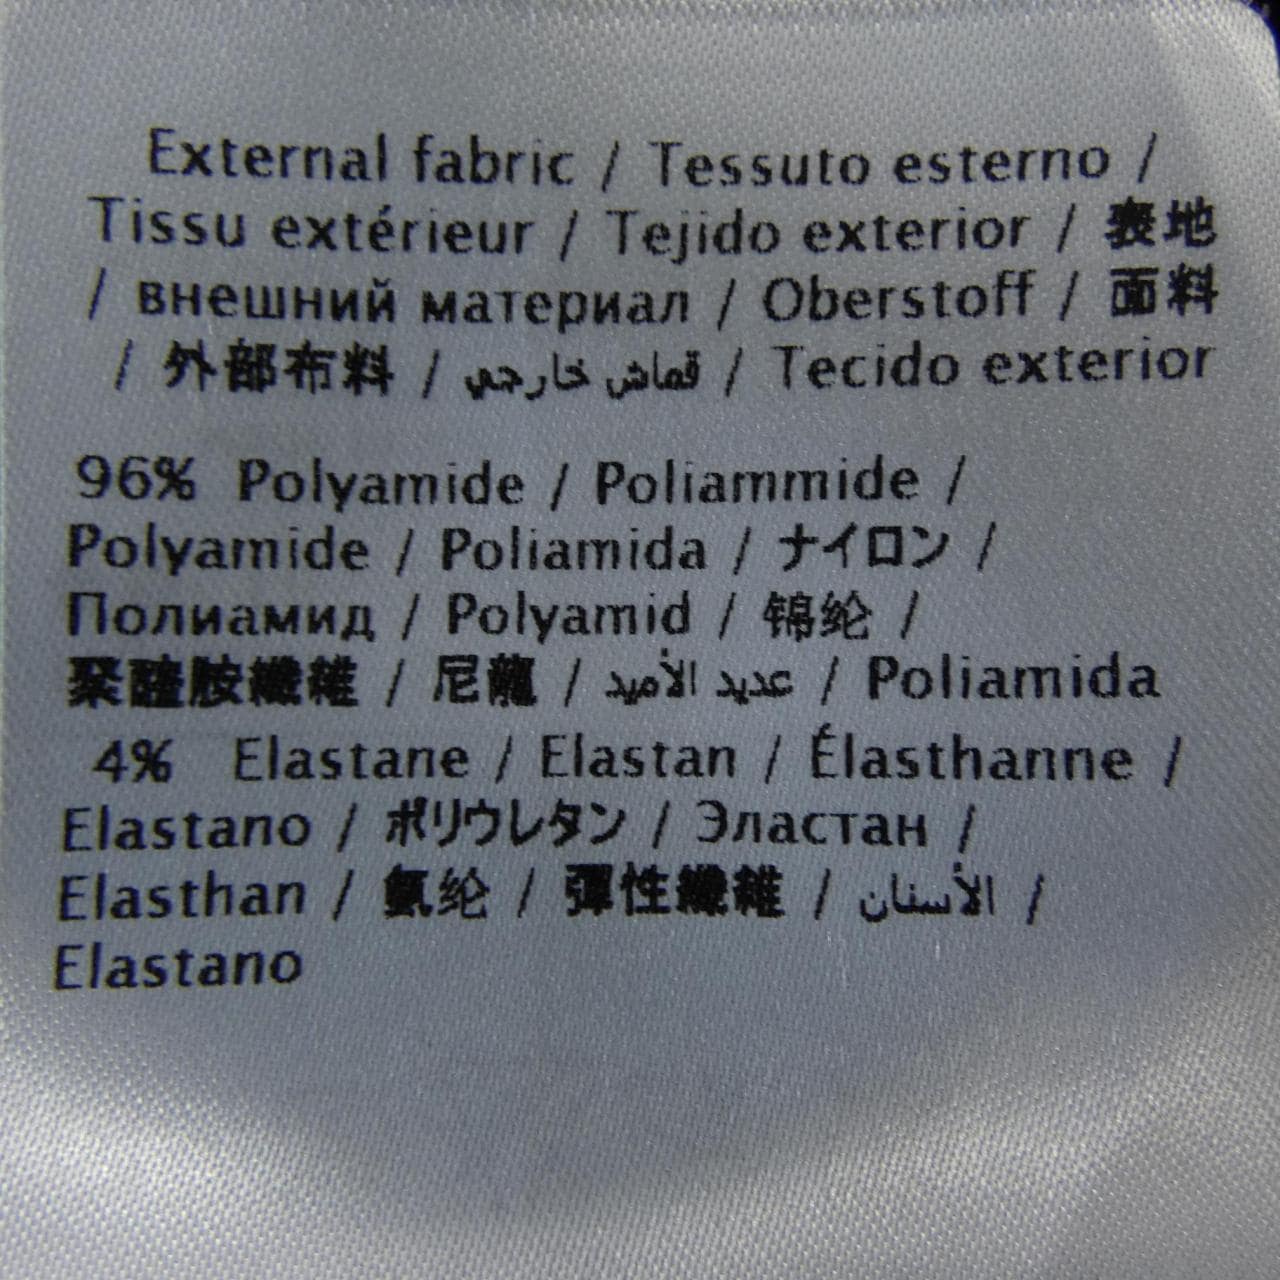 External fabric / Tessuto esterno /
Tissu extérieur / Tejido exterior / 表地
/ внешний материал / Oberstoff / 面料
/ 外部布料 / قماش خارجي / Tecido exterior
96% Polyamide / Poliammide /
Polyamide / Poliamida / ナイロン /
Полиамид / Polyamid / 锦纶 /
聚醯胺纖維 / 尼龍 / عديد الأميد / Poliamida
4% Elastane / Elastan / Élasthanne /
Elastano / ポリウレタン / Эластан /
Elasthan / 氨纶 / 彈性纖維 / الأسنان /
Elastano